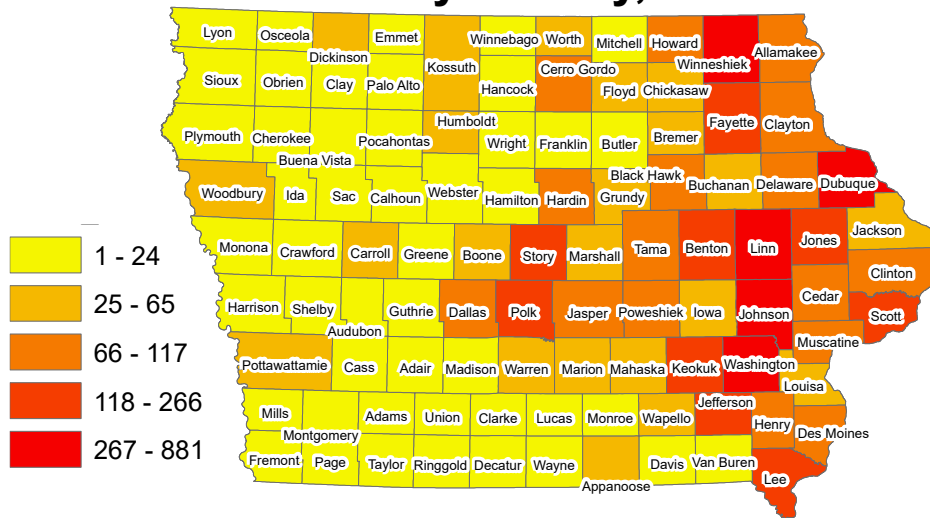 Lyon Osceola Emmet Winnebago Worth Mitchell Howard
Allamakee
Dickinson Winneshiek
Sioux Obrien Clay Palo Alto Kossuth Hancock Cerro Gordo Floyd Chickasaw
Plymouth Cherokee Pocahontas Humboldt Wright Franklin Butler Bremer Fayette Clayton
Buena Vista
Woodbury Ida Sac Calhoun Webster Hamilton Hardin Grundy Black Hawk Buchanan Delaware Dubuque
Monona Crawford Carroll Greene Boone Story Marshall Tama Benton Linn Jones Jackson
Clinton
Harrison Shelby Audubon Guthrie Dallas Polk Jasper Poweshiek Iowa Johnson Cedar Scott
Muscatine
Pottawattamie Cass Adair Madison Warren Marion Mahaska Keokuk Washington Louisa
Mills Montgomery Adams Union Clarke Lucas Monroe Wapello Jefferson Henry Des Moines
Fremont Page Taylor Ringgold Decatur Wayne Appanoose Davis Van Buren Lee
1 - 24
25 - 65
66 - 117
118 - 266
267 - 881